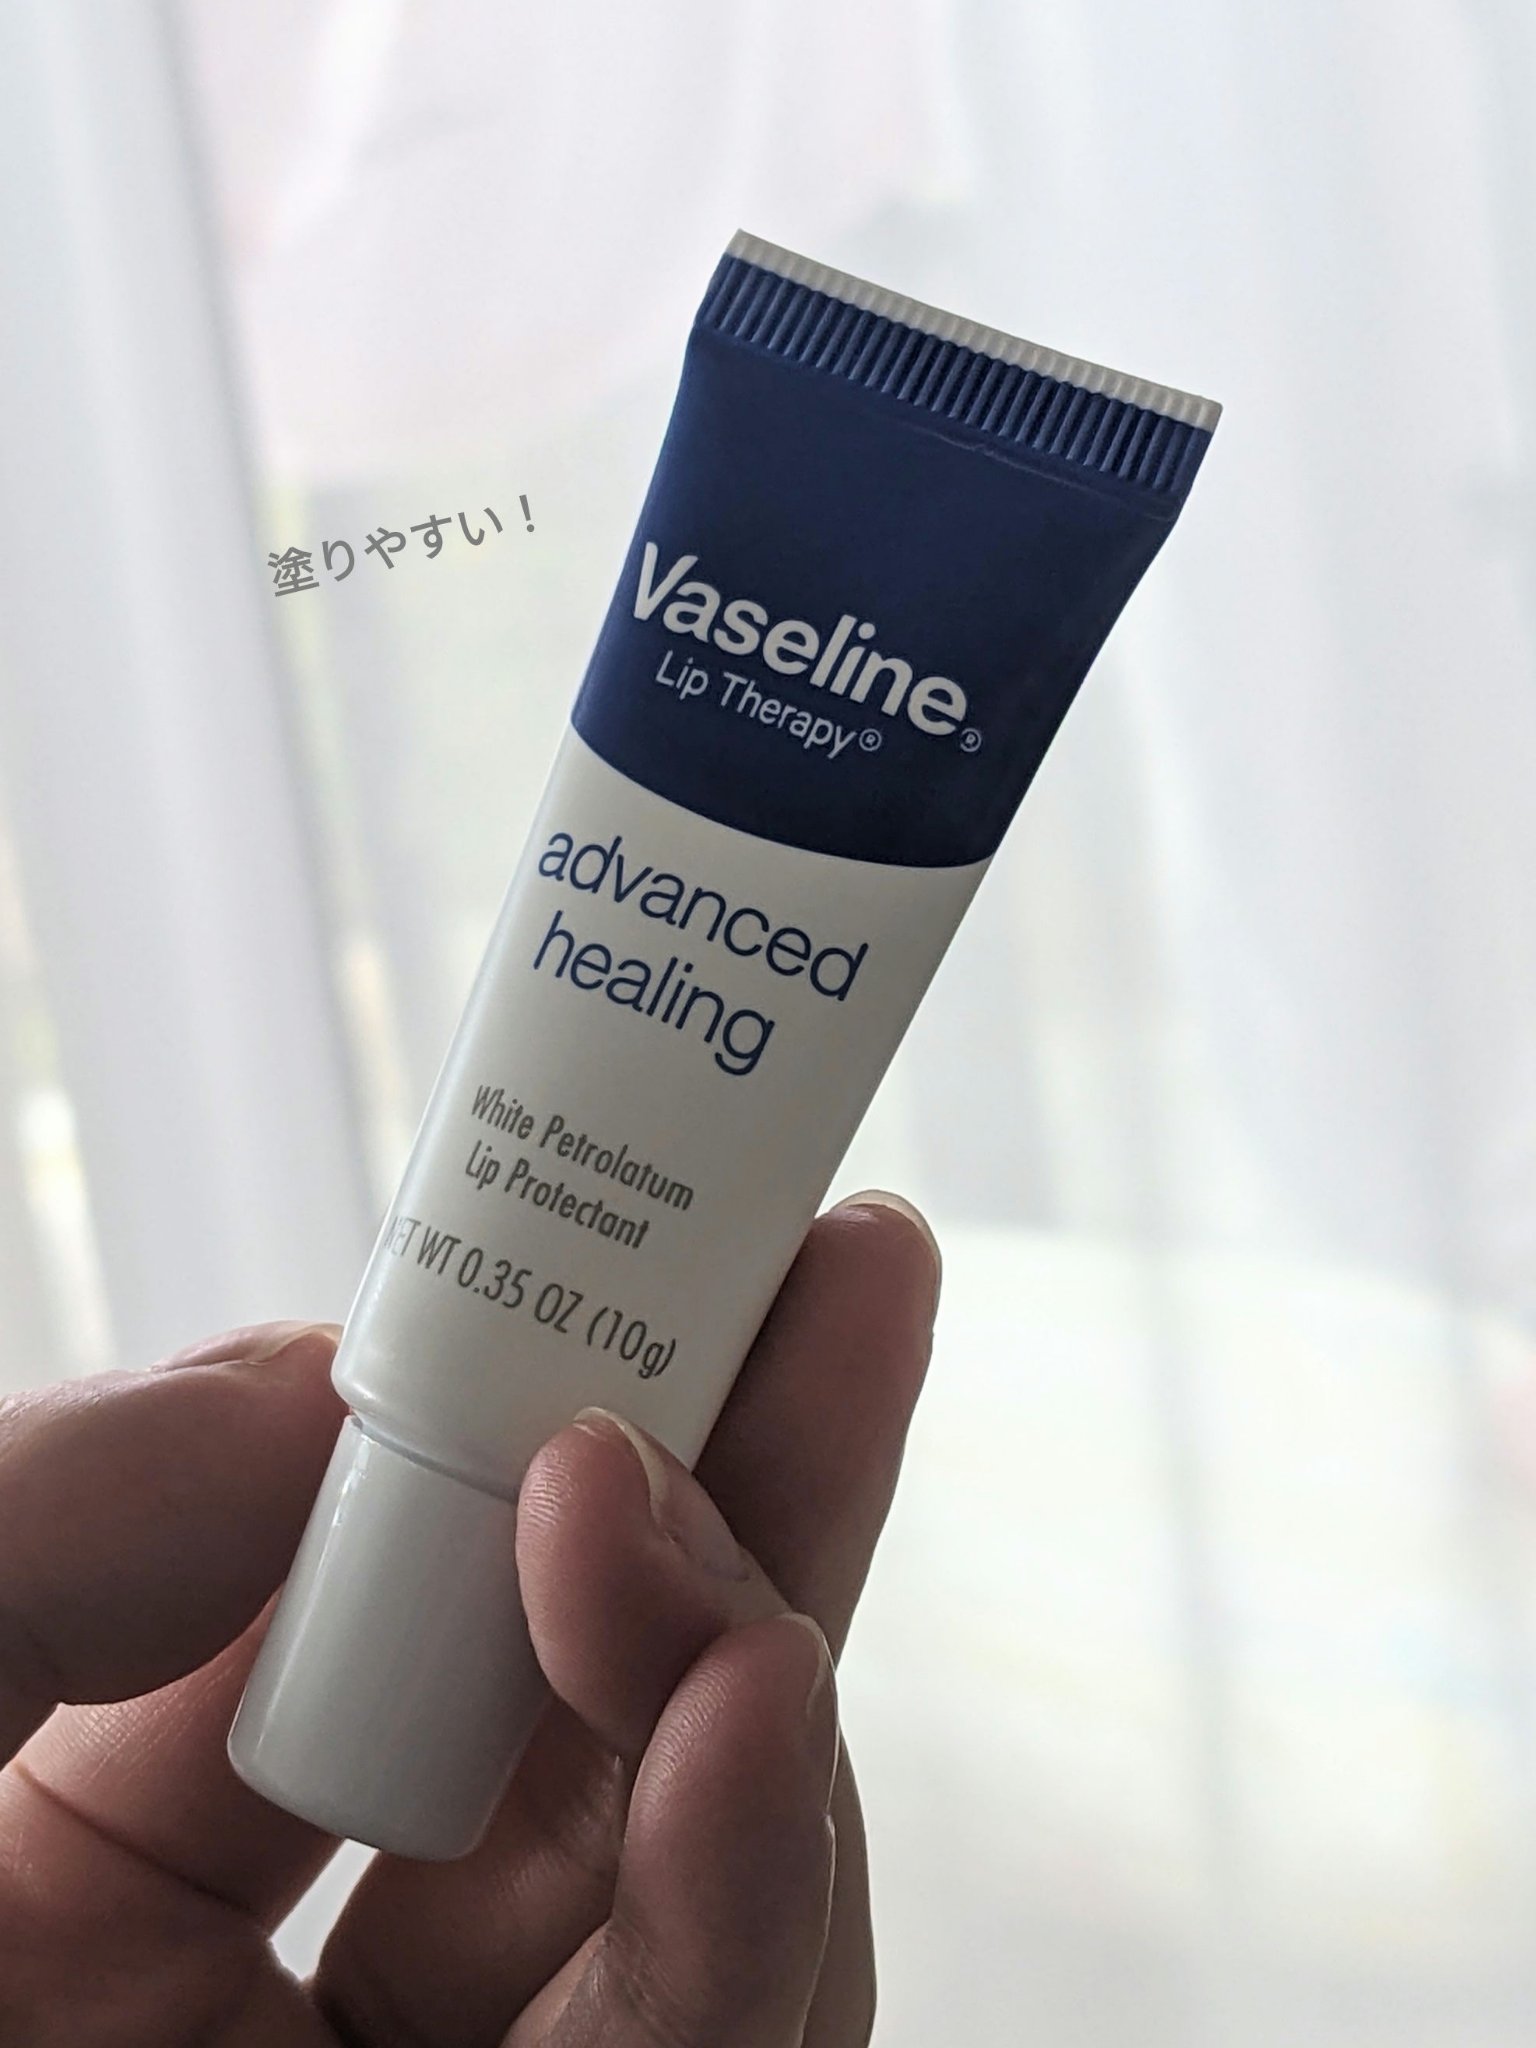 塗りやすい！
Vaseline®
Lip Therapy®
advanced
healing
White Petrolatum
Lip Protectant
NET WT 0.35 OZ (10g)